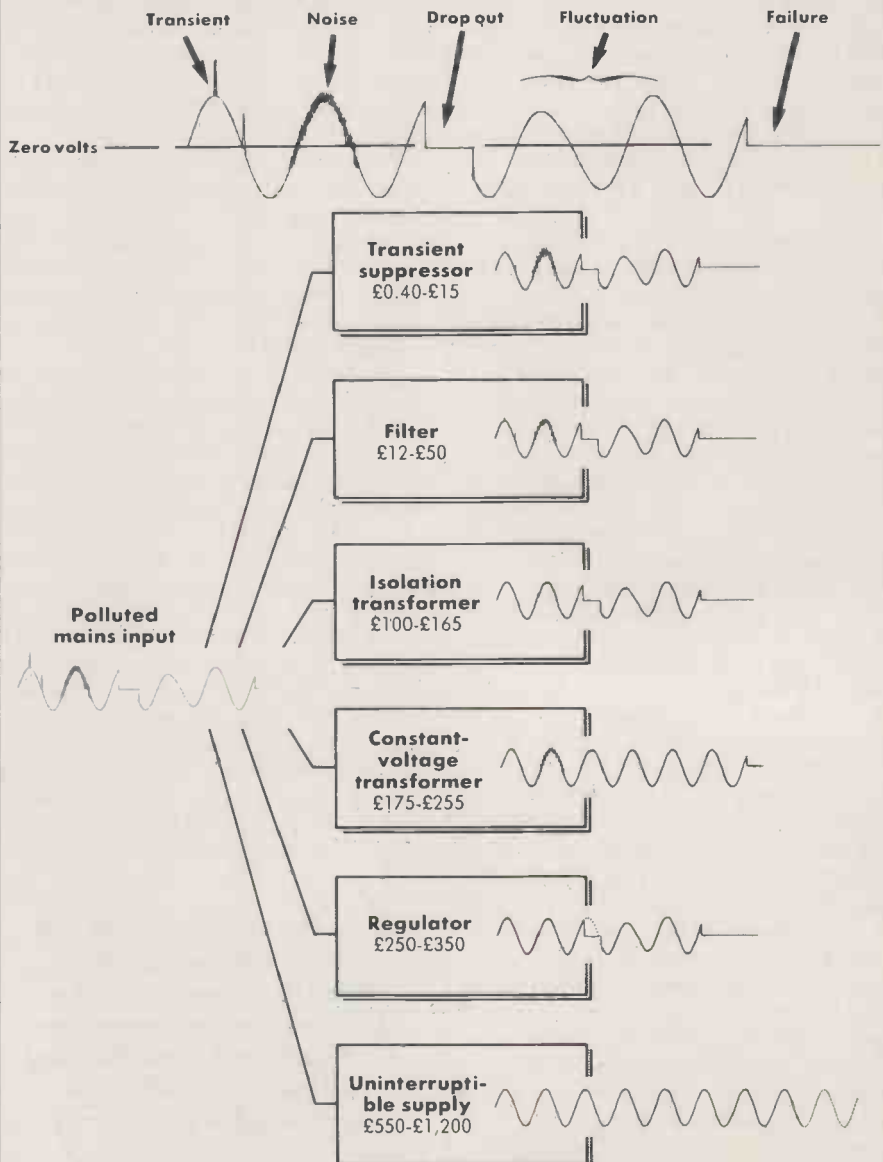 Transient Noise Drop out Fluctuation Failure
Zero volts
Transient
suppressor
£0.40-£15
Filter
£12-£50
Isolation
transformer
£100-£165
Polluted
mains input
Constant-
voltage
transformer
£175-£255
Regulator
£250-£350
Uninterrupti-
ble supply
£550-£1,200